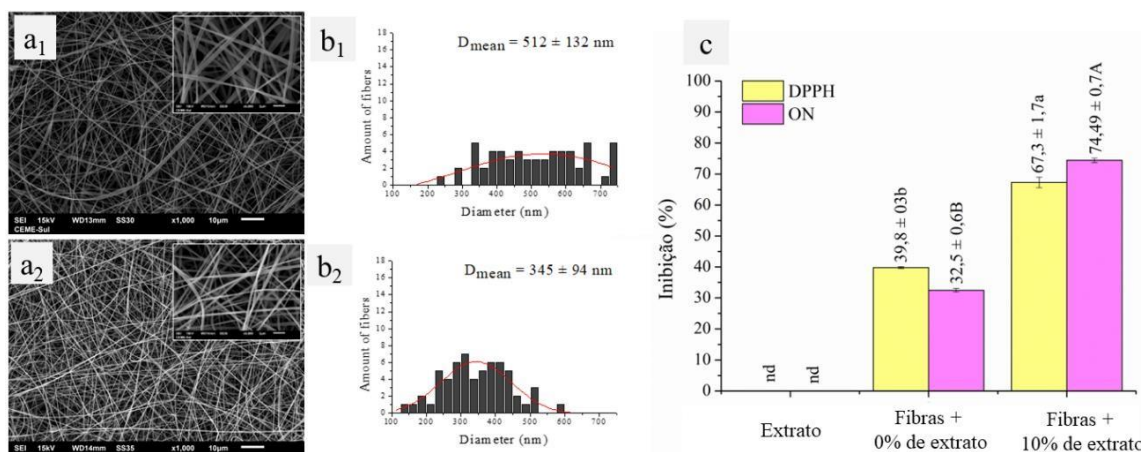 a1
SEI 15kV WD13mm SS30 x1,000 10μm
CEME-Sul
b1
Dmean = 512 ± 132 nm
Amount of fibers
18
16
14
12
10
8
6
4
2
0
100 200 300 400 500 600 700
Diameter (nm)
a2
SEI 15kV WD14mm SS35 x1,000 10μm
CEME-Sul
b2
Dmean = 345 ± 94 nm
Amount of fibers
18
16
14
12
10
8
6
4
2
0
100 200 300 400 500 600 700
Diameter (nm)
c
Inibição (%)
100
90
80
70
60
50
40
30
20
10
0
DPPH
ON
nd
nd
39,8 ± 03b
32,5 ± 0,6B
67,3 ± 1,7a
74,49 ± 0,7A
Extrato
Fibras +
0% de extrato
Fibras +
10% de extrato